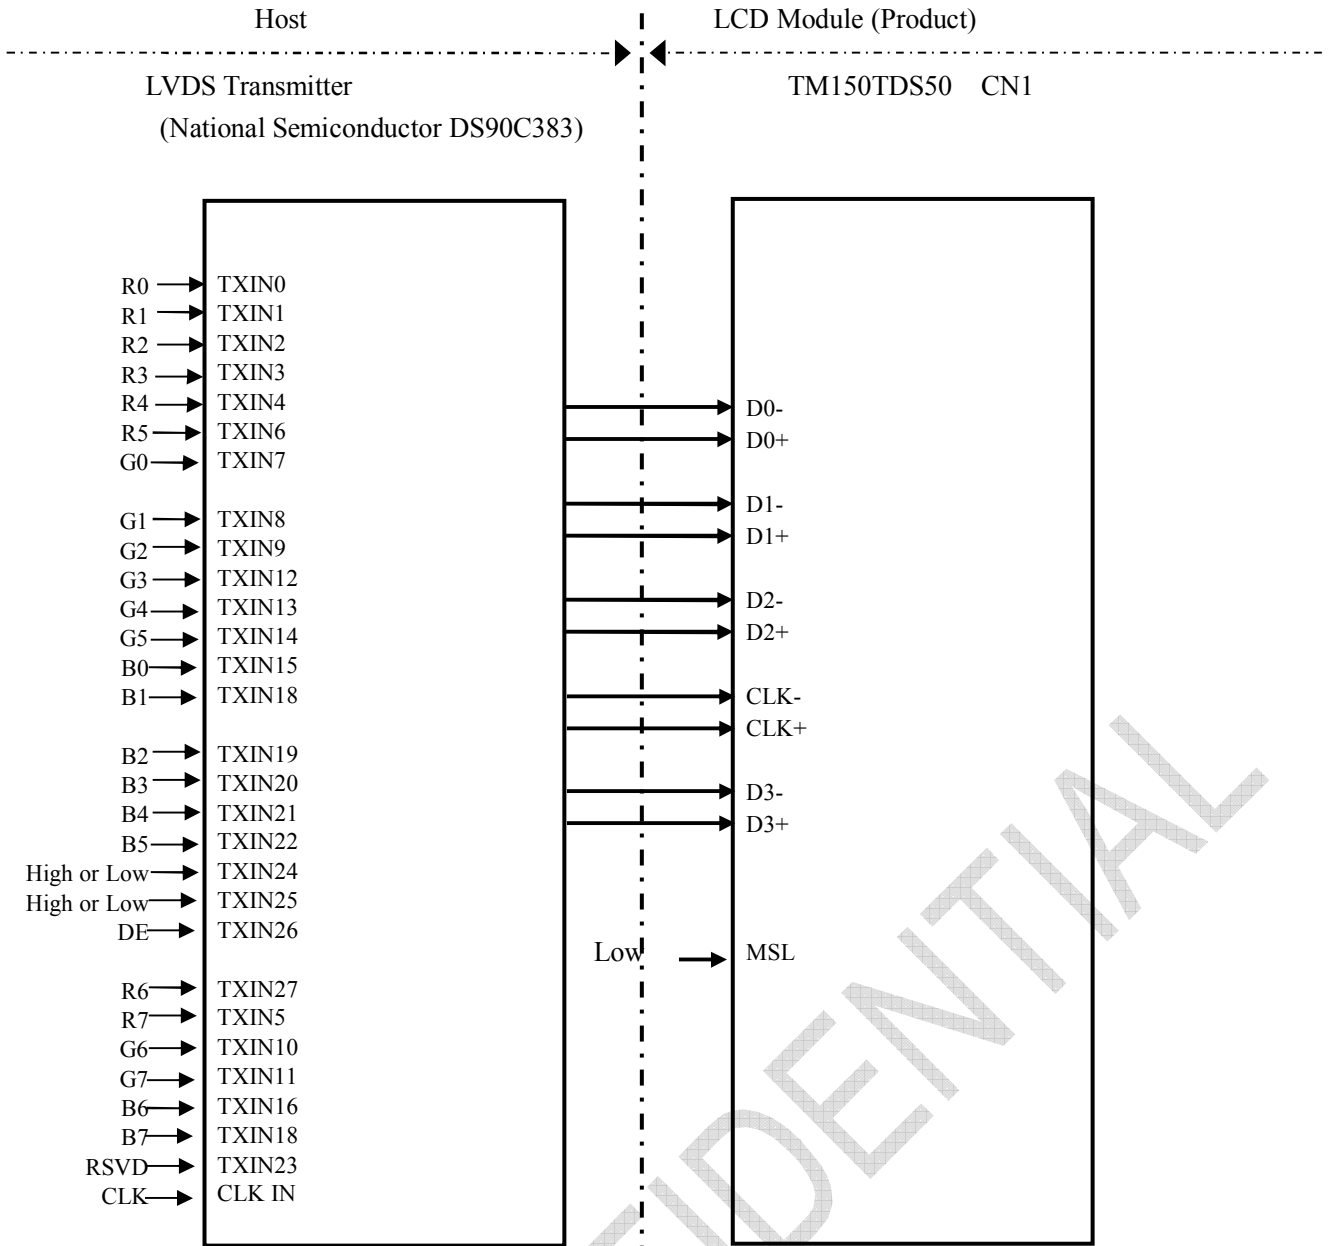 Host LCD Module (Product)
LVDS Transmitter TM150TDS50 CN1
(National Semiconductor DS90C383)
R0 TXIN0
R1 TXIN1
R2 TXIN2
R3 TXIN3
R4 TXIN4
R5 TXIN6
G0 TXIN7
G1 TXIN8
G2 TXIN9
G3 TXIN12
G4 TXIN13
G5 TXIN14
B0 TXIN15
B1 TXIN18
B2 TXIN19
B3 TXIN20
B4 TXIN21
B5 TXIN22
High or Low TXIN24
High or Low TXIN25
DE TXIN26
R6 TXIN27
R7 TXIN5
G6 TXIN10
G7 TXIN11
B6 TXIN16
B7 TXIN18
RSVD TXIN23
CLK CLK IN
D0-
D0+
D1-
D1+
D2-
D2+
CLK-
CLK+
D3-
D3+
Low MSL
FIDENTIAL